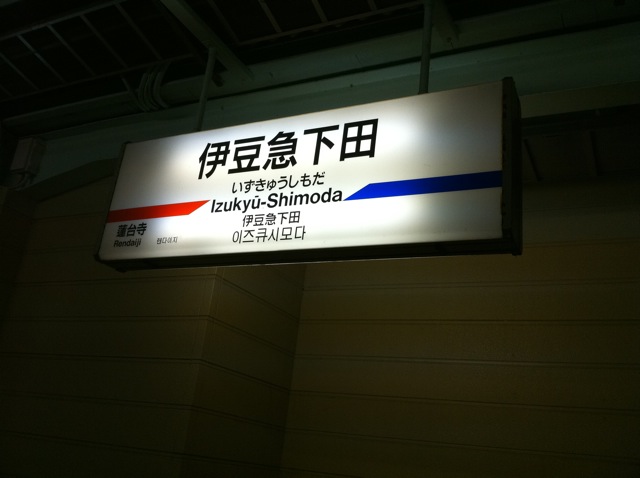 伊豆急下田
いずきゅうしもだ
Izukyū-Shimoda
伊豆急下田
이즈큐시모다
蓮台寺
Rendaiji 렌다이지